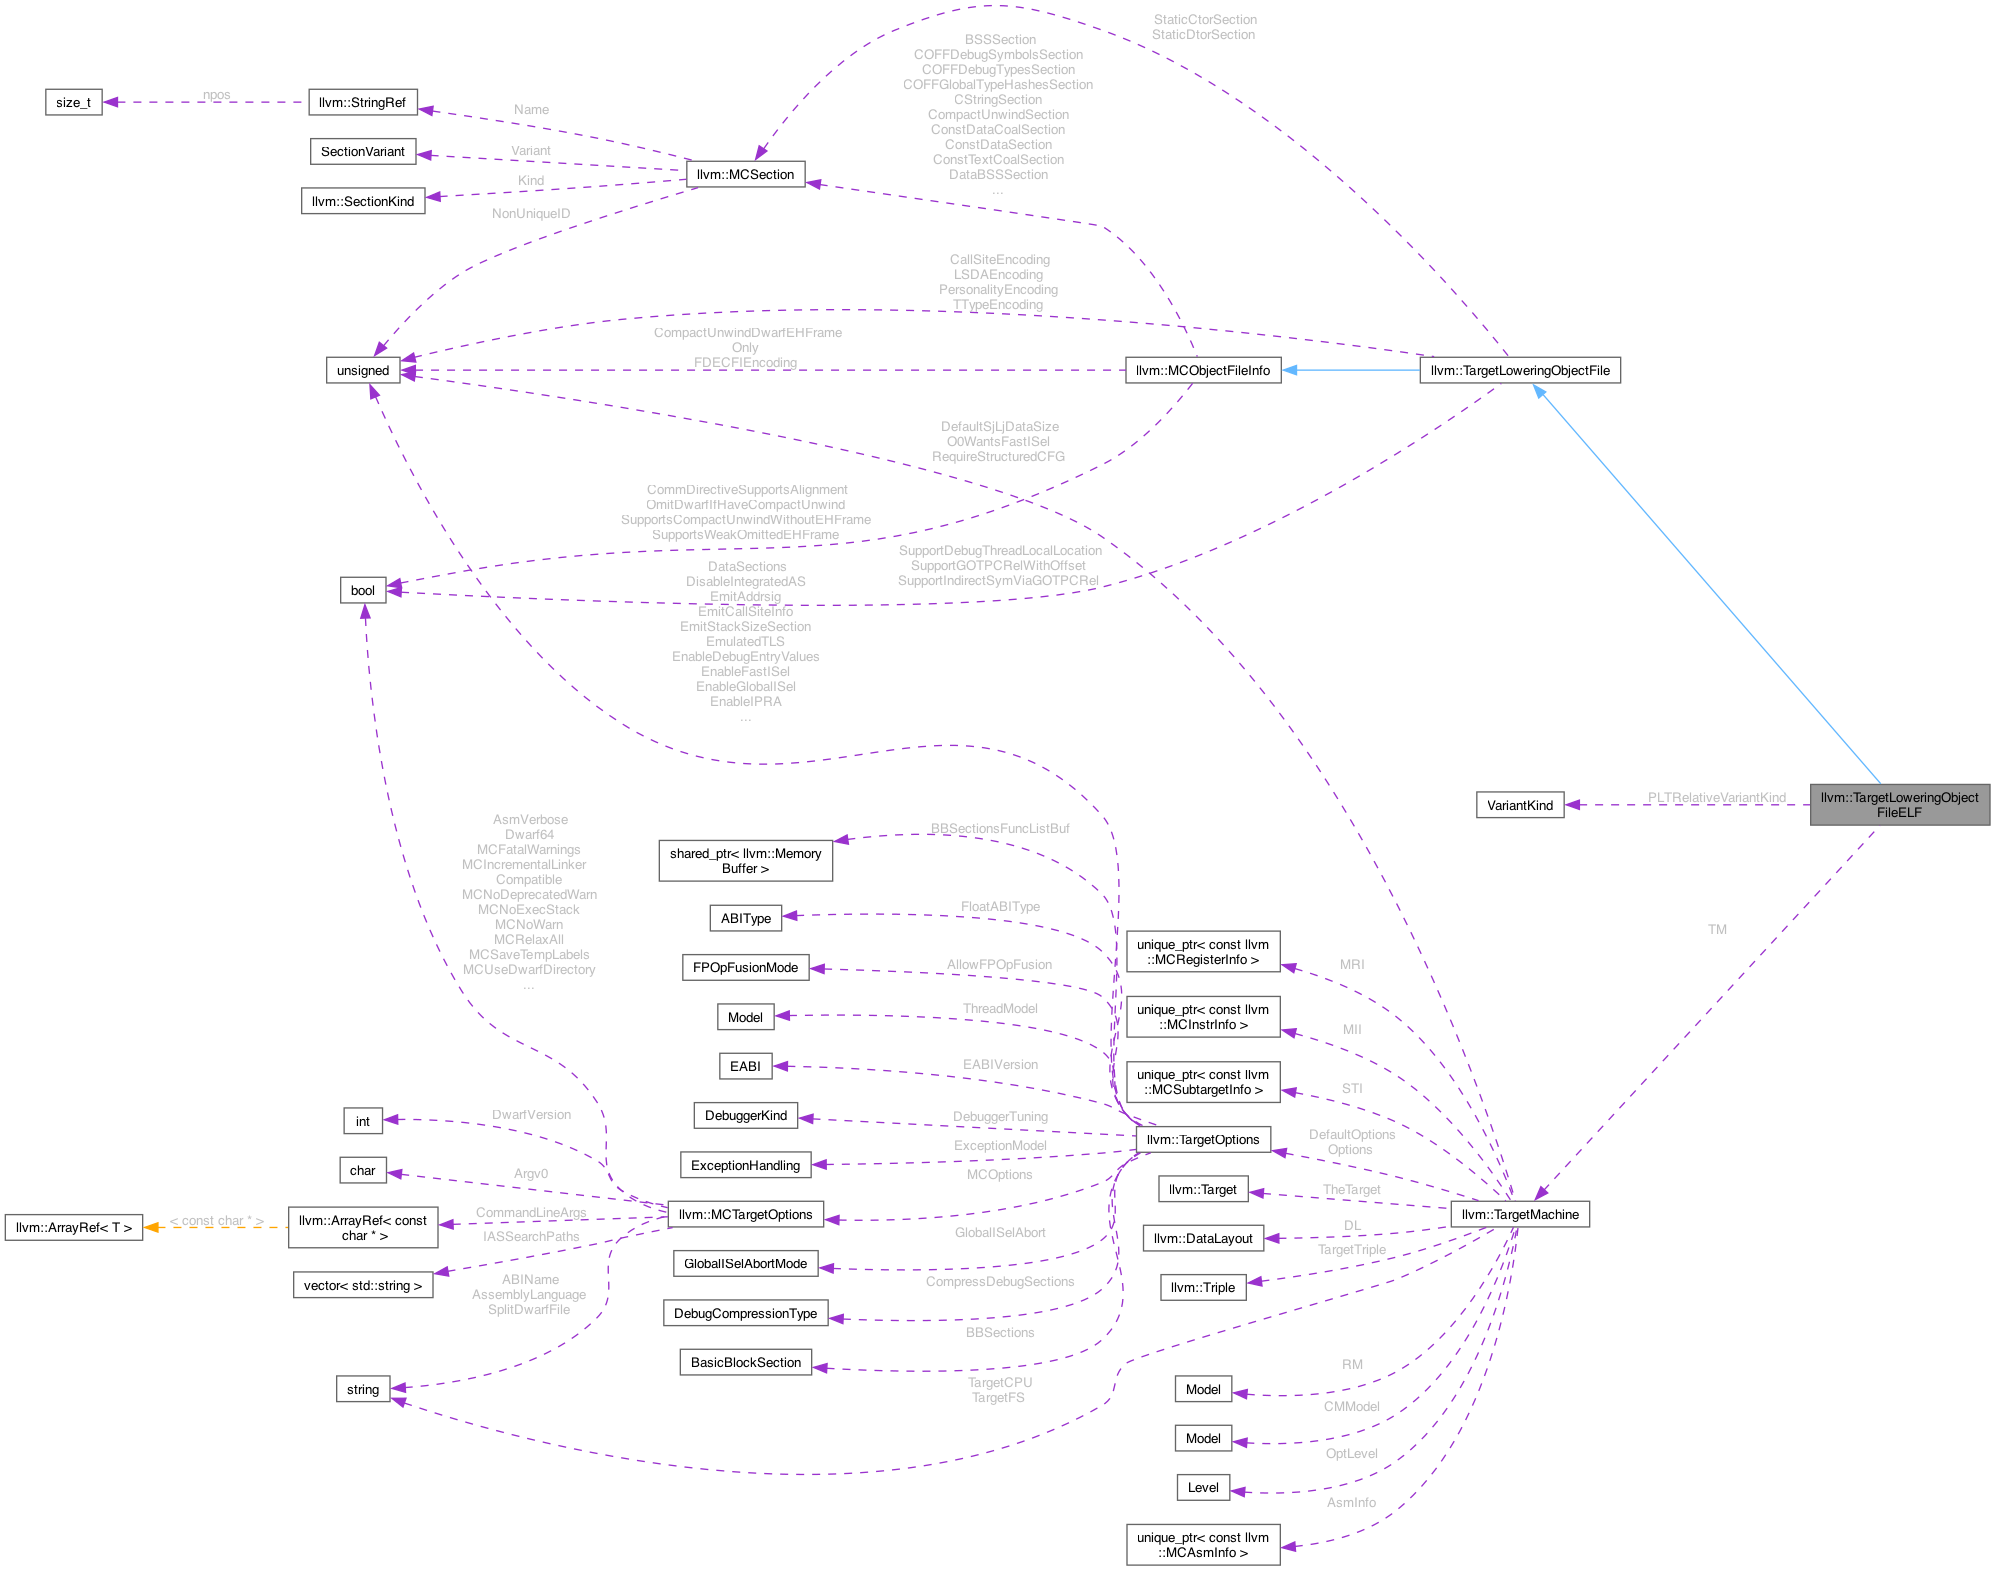 StaticCtorSection
StaticDtorSection
BSSSection
COFFDebugSymbolsSection
COFFDebugTypesSection
COFFGlobalTypeHashesSection
CStringSection
CompactUnwindSection
ConstDataCoalSection
ConstDataSection
ConstTextCoalSection
DataBSSSection
...
size_t
npos
llvm::StringRef
Name
SectionVariant
Variant
llvm::MCSection
Kind
llvm::SectionKind
NonUniqueID
CallSiteEncoding
LSDAEncoding
PersonalityEncoding
TTypeEncoding
CompactUnwindDwarfEHFrame
Only
FDECFIEncoding
unsigned
llvm::MCObjectFileInfo
llvm::TargetLoweringObjectFile
DefaultSjLjDataSize
O0WantsFastISel
RequireStructuredCFG
CommDirectiveSupportsAlignment
OmitDwarfIfHaveCompactUnwind
SupportsCompactUnwindWithoutEHFrame
SupportsWeakOmittedEHFrame
SupportDebugThreadLocalLocation
SupportGOTPCRelWithOffset
SupportIndirectSymViaGOTPCRel
bool
DataSections
DisableIntegratedAS
EmitAddrsig
EmitCallSiteInfo
EmitStackSizeSection
EmulatedTLS
EnableDebugEntryValues
EnableFastISel
EnableGlobalISel
EnableIPRA
...
VariantKind
PLTRelativeVariantKind
llvm::TargetLoweringObject
FileELF
AsmVerbose
Dwarf64
MCFatalWarnings
MCIncrementalLinker
Compatible
MCNoDeprecatedWarn
MCNoExecStack
MCNoWarn
MCRelaxAll
MCSaveTempLabels
MCUseDwarfDirectory
...
BBSectionsFuncListBuf
shared_ptr< llvm::Memory
Buffer >
FloatABIType
ABIType
TM
unique_ptr< const llvm
::MCRegisterInfo >
MRI
AllowFPOpFusion
FPOpFusionMode
ThreadModel
Model
unique_ptr< const llvm
::MCInstrInfo >
MII
EABIVersion
EABI
unique_ptr< const llvm
::MCSubtargetInfo >
STI
DebuggerKind
DebuggerTuning
int
DwarfVersion
llvm::TargetOptions
DefaultOptions
Options
ExceptionHandling
ExceptionModel
char
Argv0
MCOptions
llvm::Target
TheTarget
llvm::ArrayRef< T >
< const char * >
llvm::ArrayRef< const
char * >
CommandLineArgs
llvm::MCTargetOptions
llvm::TargetMachine
IASSearchPaths
GlobalISelAbort
llvm::DataLayout
DL
TargetTriple
GlobalISelAbortMode
vector< std::string >
llvm::Triple
ABIName
AssemblyLanguage
SplitDwarfFile
CompressDebugSections
DebugCompressionType
BBSections
BasicBlockSection
string
TargetCPU
TargetFS
RM
Model
CMModel
Model
OptLevel
Level
AsmInfo
unique_ptr< const llvm
::MCAsmInfo >